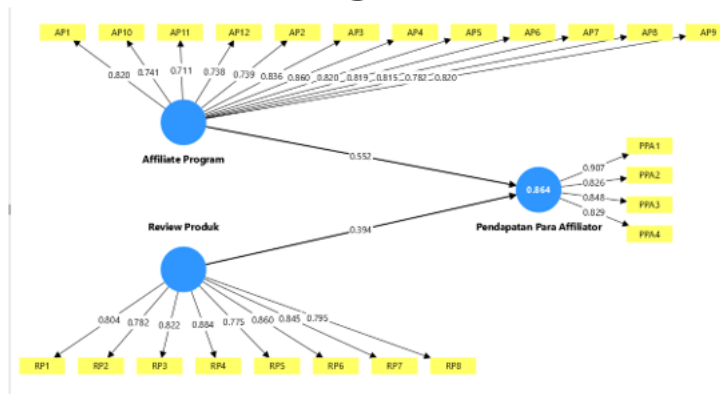 AP1 AP10 AP11 AP12 AP2 AP3 AP4 AP5 AP6 AP7 AP8 AP9
0.820 0.741 0.711 0.738 0.739 0.836 0.860 0.820 0.819 0.815 0.782 0.820
Affiliate Program
0.552
PPA1
0.907
0.864
0.826
PPA2
0.848
PPA3
0.829
PPA4
Pendapatan Para Affiliator
Review Produk
0.394
0.804 0.782 0.822 0.884 0.775 0.860 0.845 0.795
RP1 RP2 RP3 RP4 RP5 RP6 RP7 RP8